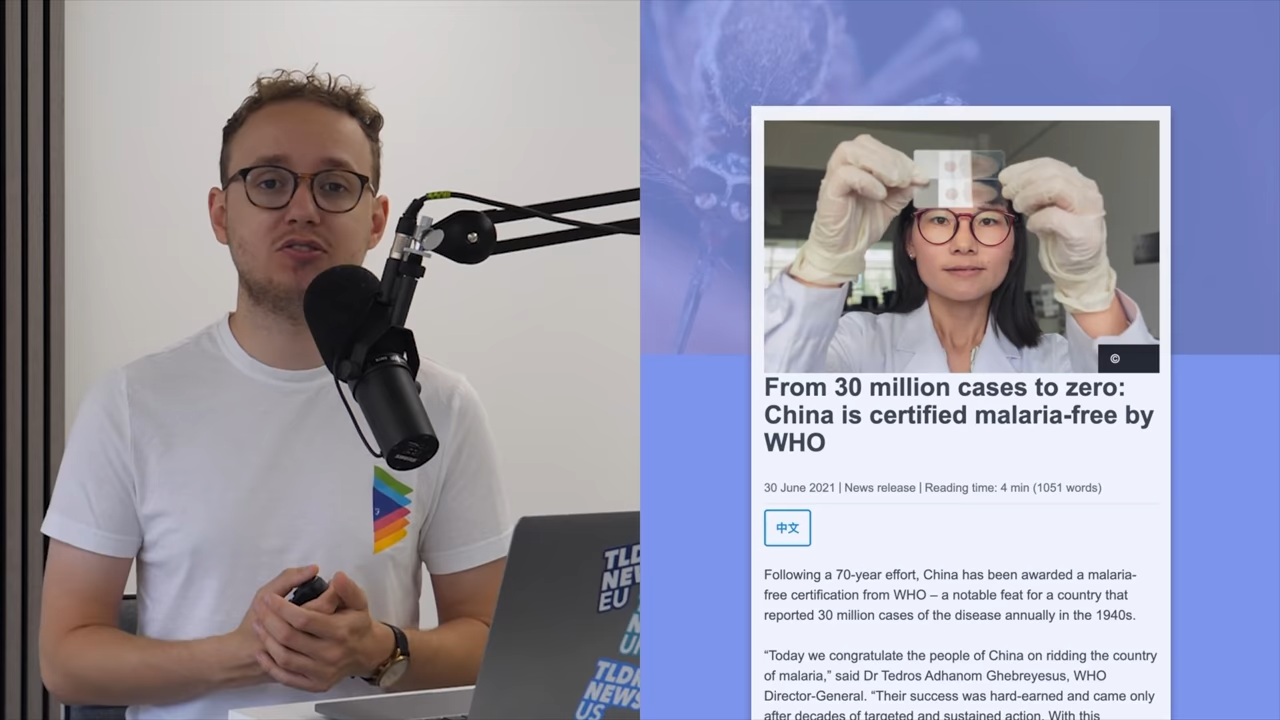 SHURE
TLD
NEW
EU
TLDR
NEWS
US
©
From 30 million cases to zero:
China is certified malaria-free by
WHO
30 June 2021 | News release | Reading time: 4 min (1051 words)
中文
Following a 70-year effort, China has been awarded a malaria-
free certification from WHO – a notable feat for a country that
reported 30 million cases of the disease annually in the 1940s.
“Today we congratulate the people of China on ridding the country
of malaria,” said Dr Tedros Adhanom Ghebreyesus, WHO
Director-General. “Their success was hard-earned and came only
after decades of targeted and sustained action. With this